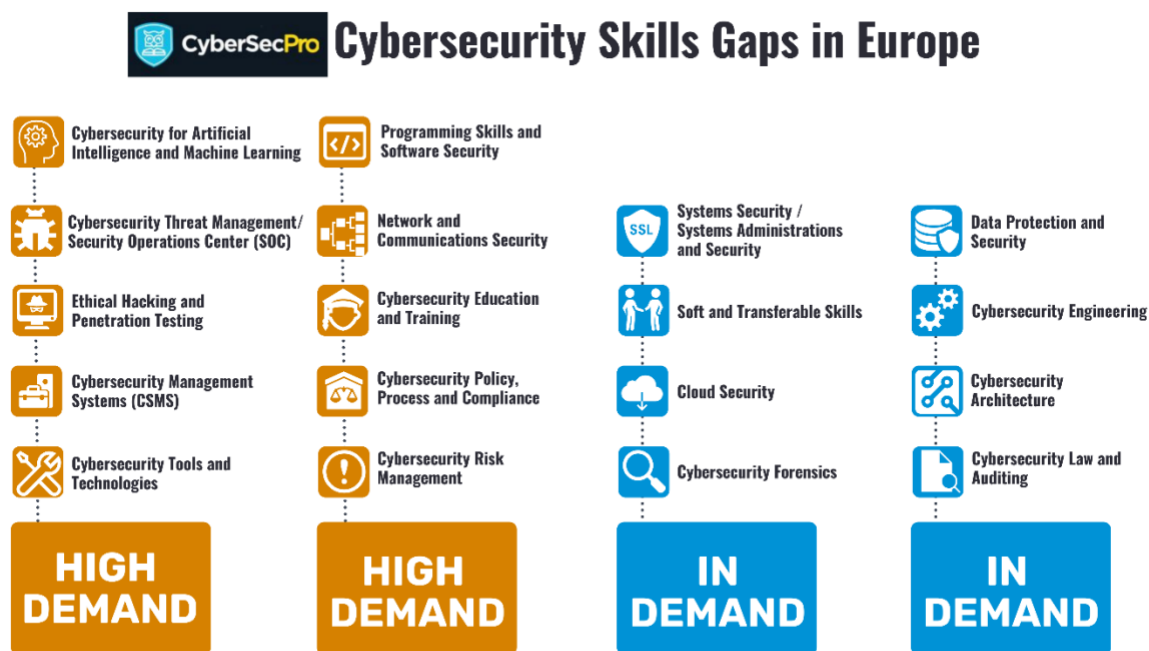 CyberSecPro
Cybersecurity Skills Gaps in Europe
Cybersecurity for Artificial
Intelligence and Machine Learning
Cybersecurity Threat Management/
Security Operations Center (SOC)
Ethical Hacking and
Penetration Testing
Cybersecurity Management
Systems (CSMS)
Cybersecurity Tools and
Technologies
HIGH
DEMAND
</>
Programming Skills and
Software Security
Network and
Communications Security
Cybersecurity Education
and Training
Cybersecurity Policy,
Process and Compliance
Cybersecurity Risk
Management
HIGH
DEMAND
SSL
Systems Security /
Systems Administrations
and Security
Soft and Transferable Skills
Cloud Security
Cybersecurity Forensics
IN
DEMAND
Data Protection and
Security
Cybersecurity Engineering
Cybersecurity
Architecture
Cybersecurity Law and
Auditing
IN
DEMAND